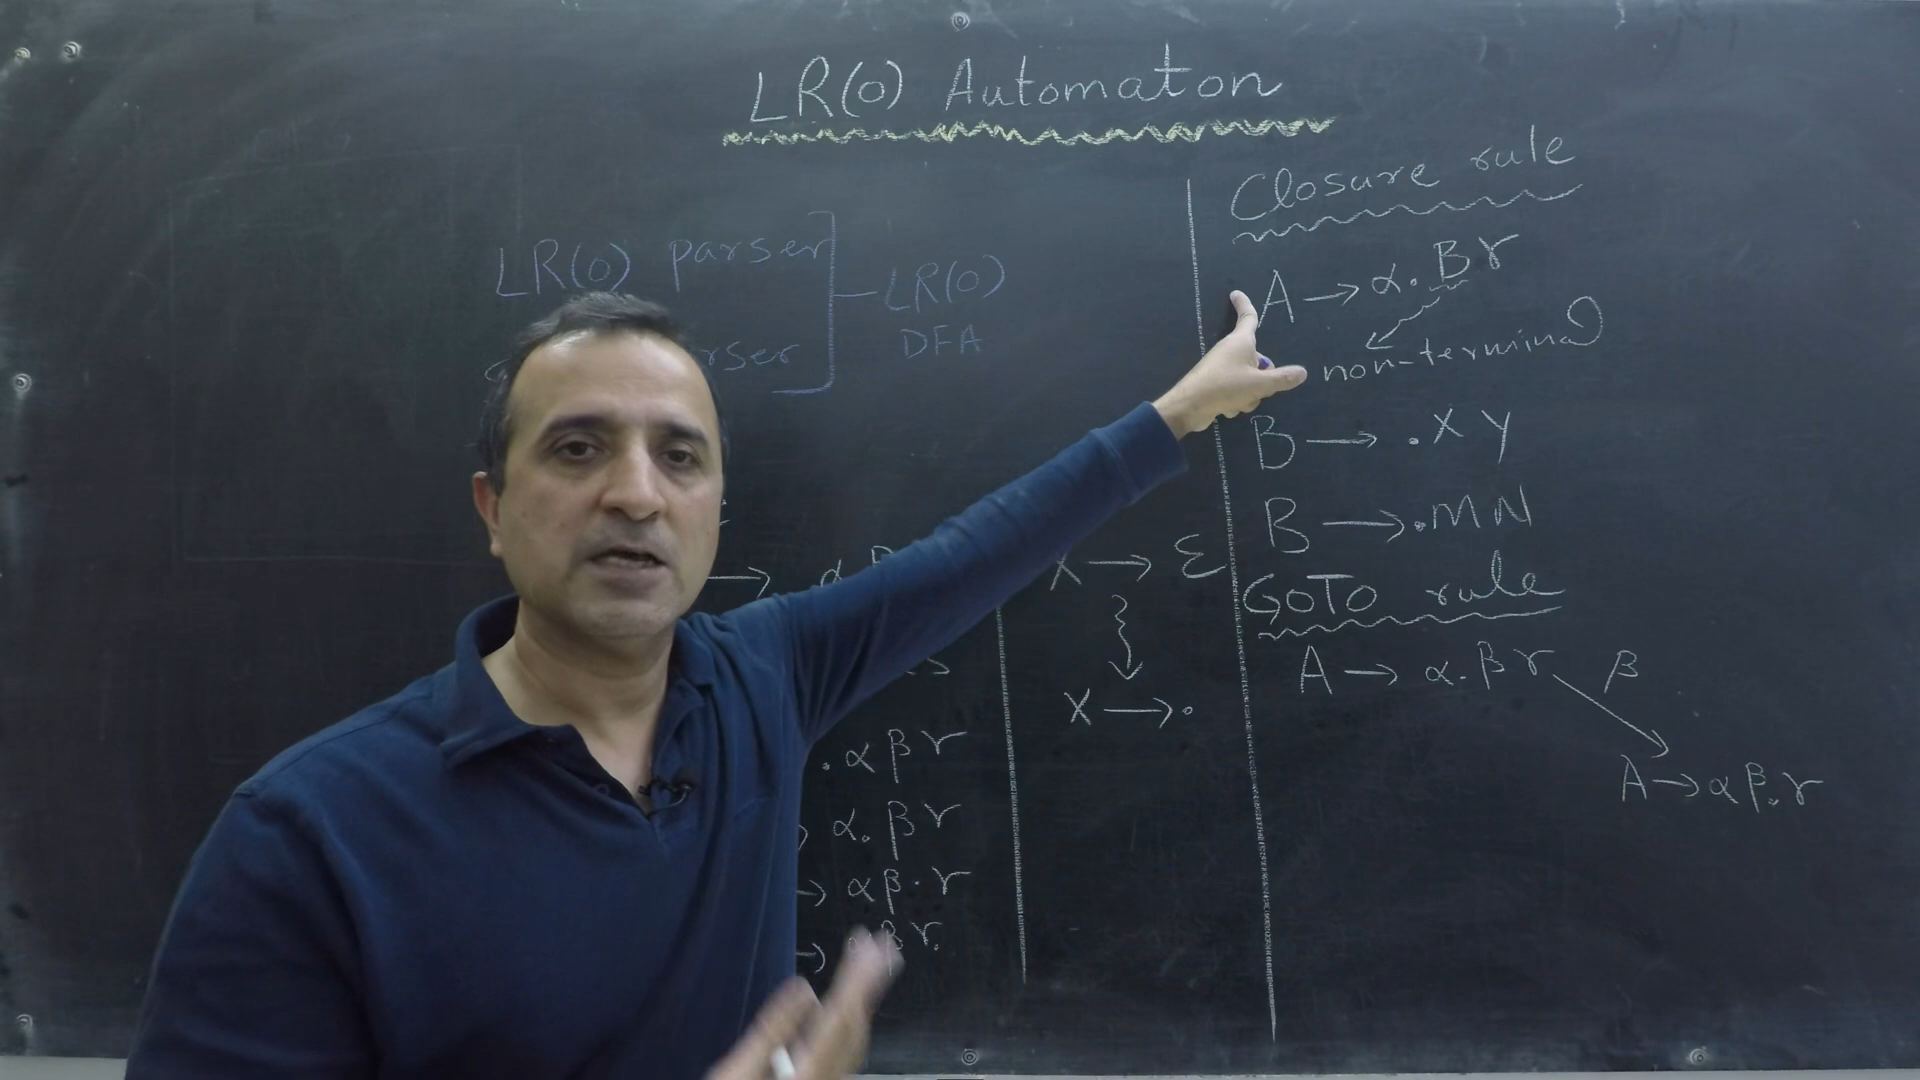 LR(0) Automaton
LR(0) parser
LR(0)
DFA
→ α
.αβγ
α.βγ
→ αβ.γ
→ βγ.
X → ε
X → .
Closure rule
A → α.Bγ
non-terminal
B → .XY
B → .MN
GOTO rule
A → α.βγ
β
A → αβ.γ